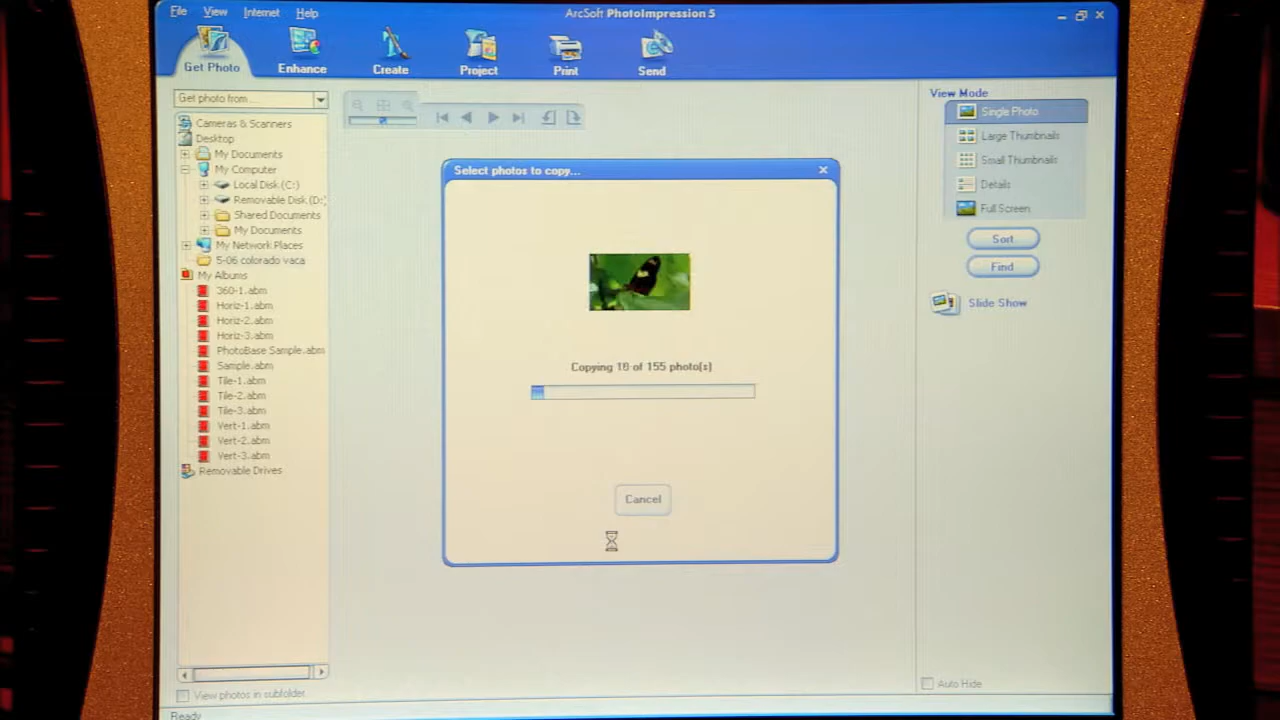 File View Internet Help
ArcSoft PhotoImpression 5
Get Photo Enhance Create Project Print Send
Get photo from ...
Cameras & Scanners
Desktop
My Documents
My Computer
Local Disk (C:)
Removable Disk (D:)
Shared Documents
My Documents
My Network Places
5-06 colorado vaca
My Albums
360-1.abm
Horiz-1.abm
Horiz-2.abm
Horiz-3.abm
PhotoBase Sample.abm
Sample.abm
Tile-1.abm
Tile-2.abm
Tile-3.abm
Vert-1.abm
Vert-2.abm
Vert-3.abm
Removable Drives
View photos in subfolder
Ready
Select photos to copy...
Copying 10 of 155 photo(s)
Cancel
View Mode
Single Photo
Large Thumbnails
Small Thumbnails
Details
Full Screen
Sort
Find
Slide Show
Auto Hide